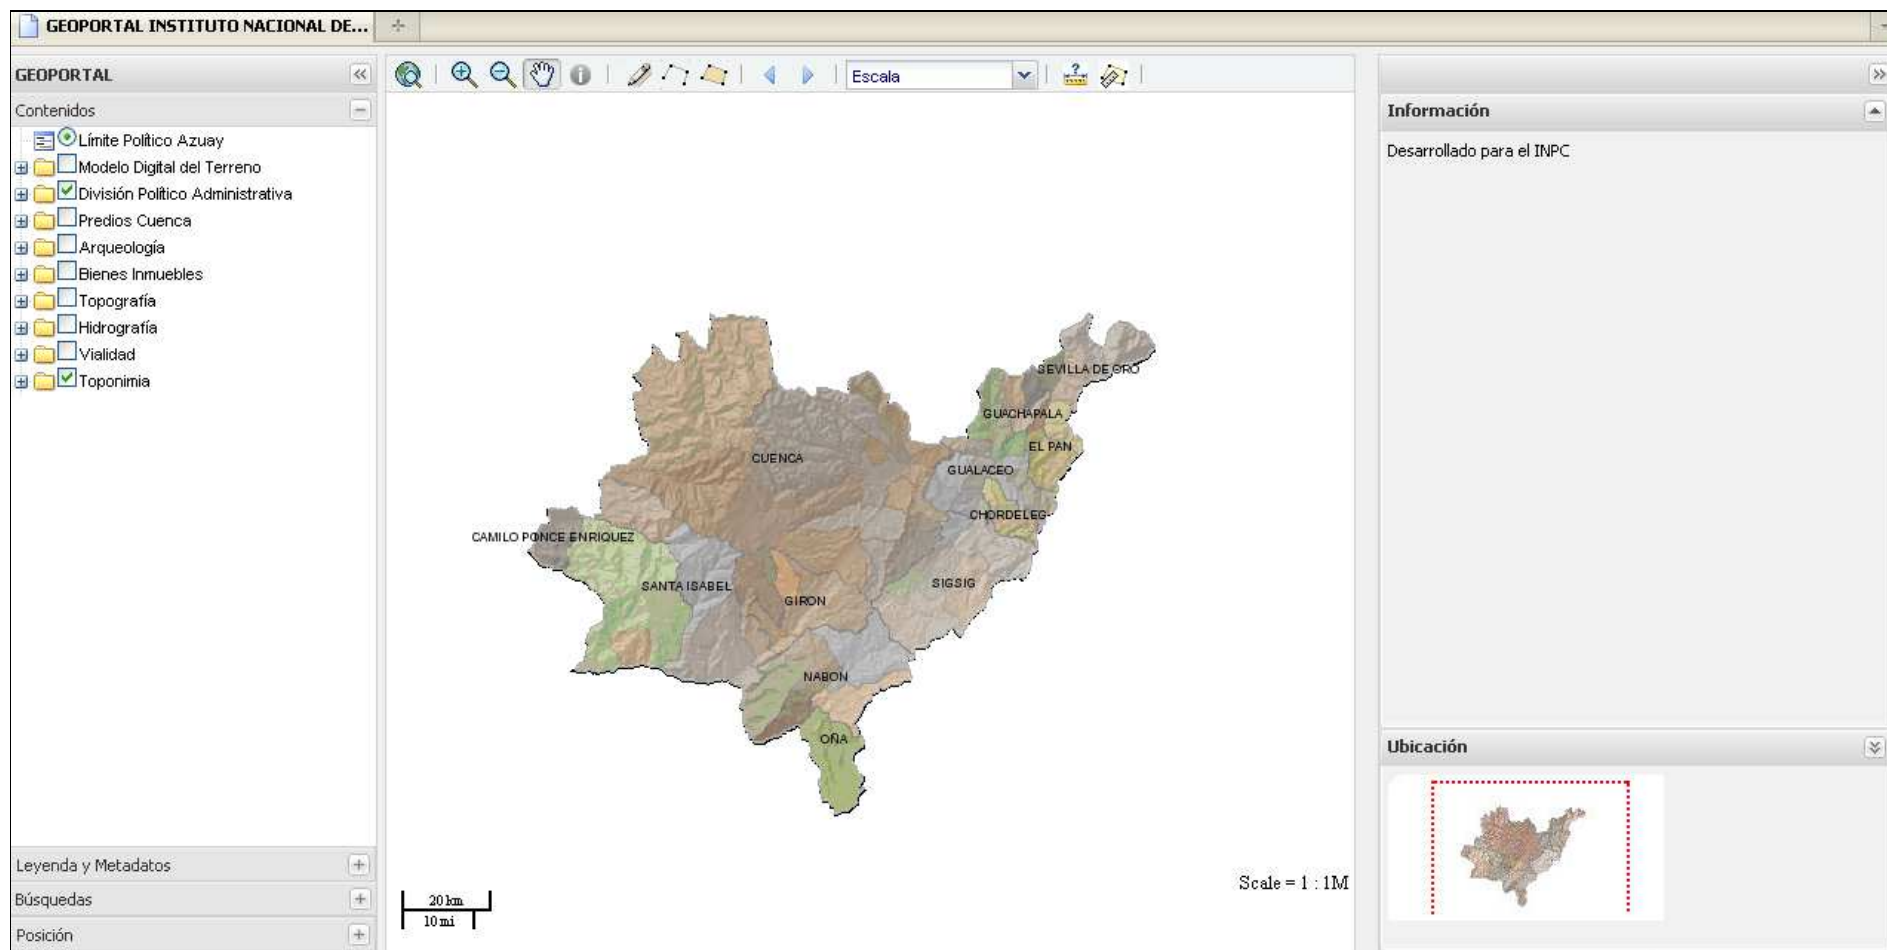 GEOPORTAL INSTITUTO NACIONAL DE...
GEOPORTAL
Contenidos
Límite Político Azuay
Modelo Digital del Terreno
División Político Administrativa
Predios Cuenca
Arqueología
Bienes Inmuebles
Topografía
Hidrografía
Vialidad
Toponimia
Leyenda y Metadatos
Búsquedas
Posición
Escala
SEVILLA DE ORO
GUACHAPALA
EL PAN
CUENCA
GUALACEO
CHORDELEG
CAMILO PONCE ENRIQUEZ
SANTA ISABEL
SIGSIG
GIRON
NABON
OÑA
Scale = 1 : 1M
20 km
10 mi
Información
Desarrollado para el INPC
Ubicación